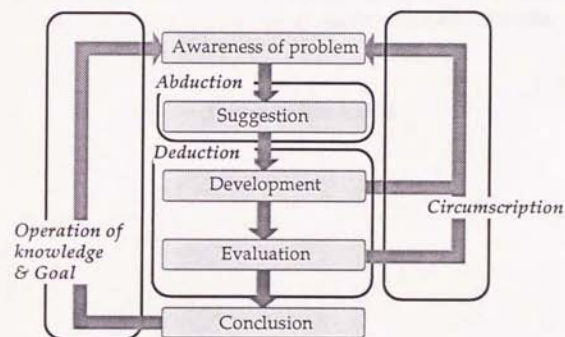 Awareness of problem
Abduction
Suggestion
Deduction
Development
Circumscription
Operation of
knowledge
& Goal
Evaluation
Conclusion